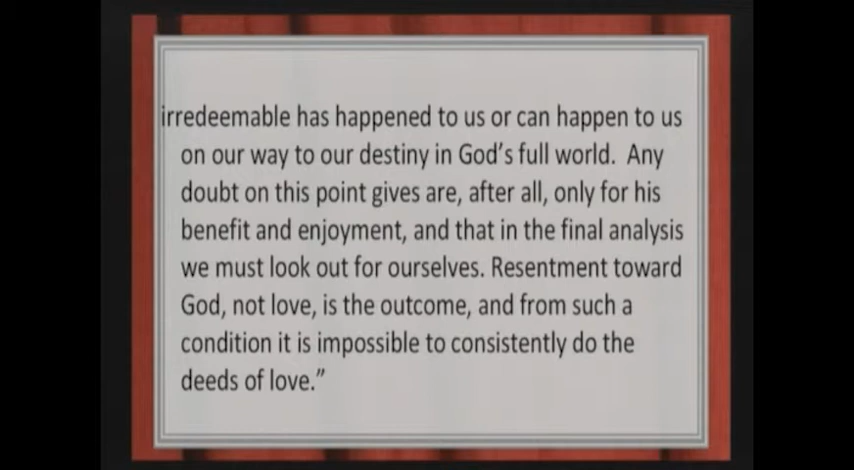 irredeemable has happened to us or can happen to us
on our way to our destiny in God's full world.  Any
doubt on this point gives are, after all, only for his
benefit and enjoyment, and that in the final analysis
we must look out for ourselves. Resentment toward
God, not love, is the outcome, and from such a
condition it is impossible to consistently do the
deeds of love.”